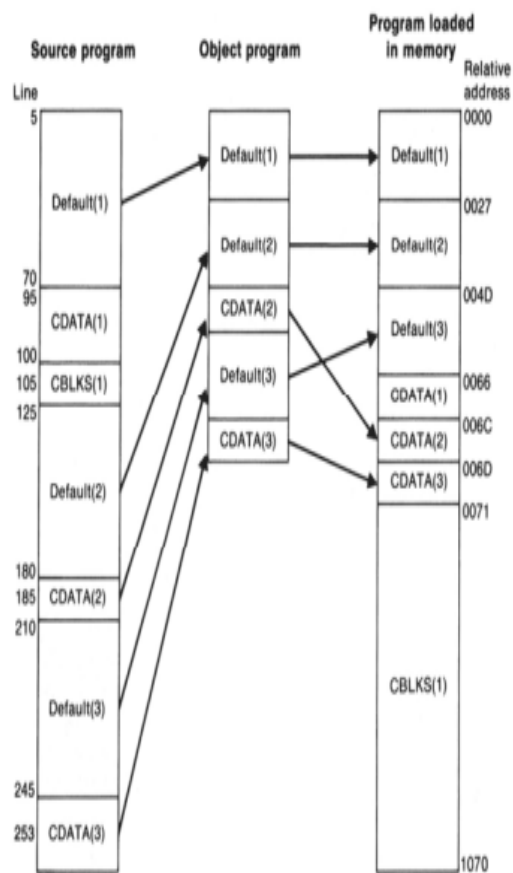 Source program
Object program
Program loaded
in memory
Line
Relative
address
5
70
95
100
105
125
180
185
210
245
253
Default(1)
CDATA(1)
CBLKS(1)
Default(2)
CDATA(2)
Default(3)
CDATA(3)
Default(1)
Default(2)
CDATA(2)
Default(3)
CDATA(3)
Default(1)
Default(2)
Default(3)
CDATA(1)
CDATA(2)
CDATA(3)
CBLKS(1)
0000
0027
004D
0066
006C
006D
0071
1070